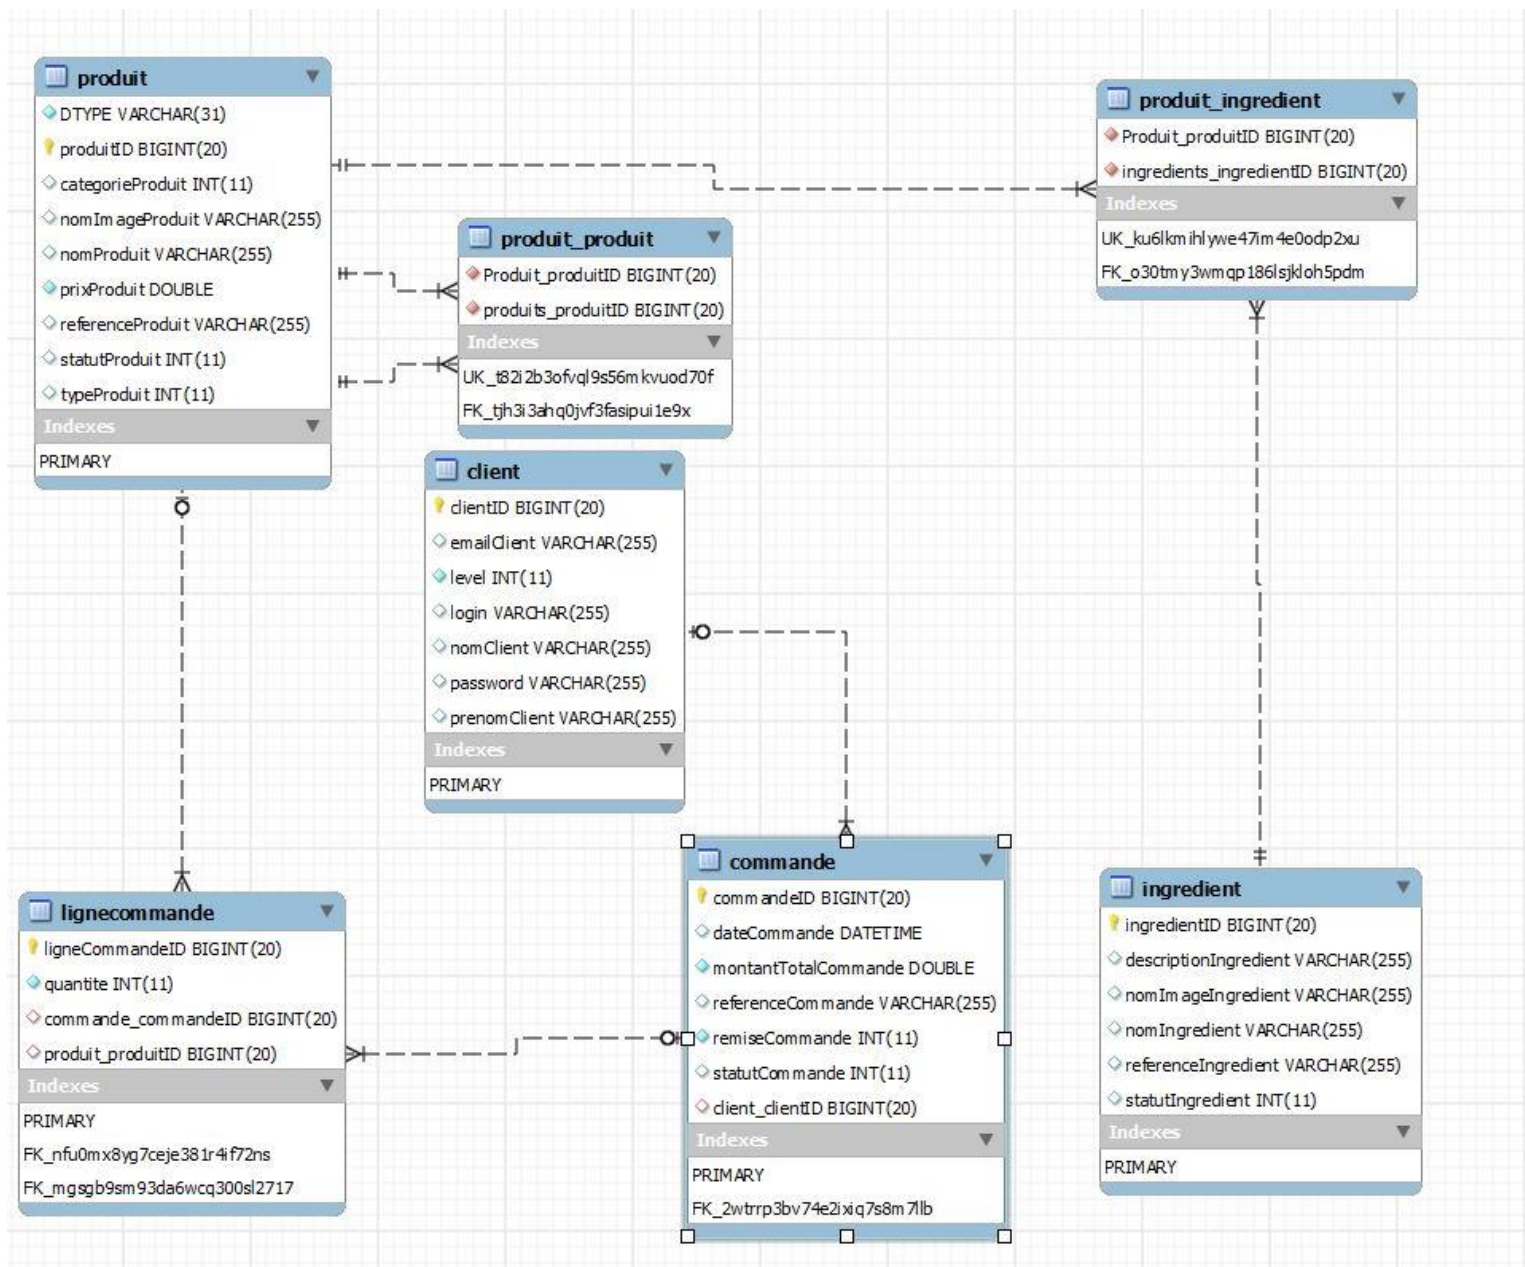 produit
DTYPE VARCHAR(31)
produitID BIGINT(20)
categorieProduit INT(11)
nomImageProduit VARCHAR(255)
nomProduit VARCHAR(255)
prixProduit DOUBLE
referenceProduit VARCHAR(255)
statutProduit INT(11)
typeProduit INT(11)
Indexes
PRIMARY
produit_produit
Produit_produitID BIGINT(20)
produits_produitID BIGINT(20)
Indexes
UK_t82i2b3ofvql9s56mkvuod70f
FK_tjh3i3ahq0jvf3fasipui1e9x
produit_ingredient
Produit_produitID BIGINT(20)
ingredients_ingredientID BIGINT(20)
Indexes
UK_ku6lkmihlywe47im4e0odp2xu
FK_o30tmy3wmqp186lsjkloh5pdm
client
clientID BIGINT(20)
emailClient VARCHAR(255)
level INT(11)
login VARCHAR(255)
nomClient VARCHAR(255)
password VARCHAR(255)
prenomClient VARCHAR(255)
Indexes
PRIMARY
lignecommande
ligneCommandeID BIGINT(20)
quantite INT(11)
commande_commandeID BIGINT(20)
produit_produitID BIGINT(20)
Indexes
PRIMARY
FK_nfu0mx8yg7ceje381r4if72ns
FK_mgsgb9sm93da6wcq300sl2717
commande
commandeID BIGINT(20)
dateCommande DATETIME
montantTotalCommande DOUBLE
referenceCommande VARCHAR(255)
remiseCommande INT(11)
statutCommande INT(11)
client_clientID BIGINT(20)
Indexes
PRIMARY
FK_2wtrrp3bv74e2ixiq7s8m7llb
ingredient
ingredientID BIGINT(20)
descriptionIngredient VARCHAR(255)
nomImageIngredient VARCHAR(255)
nomIngredient VARCHAR(255)
referenceIngredient VARCHAR(255)
statutIngredient INT(11)
Indexes
PRIMARY